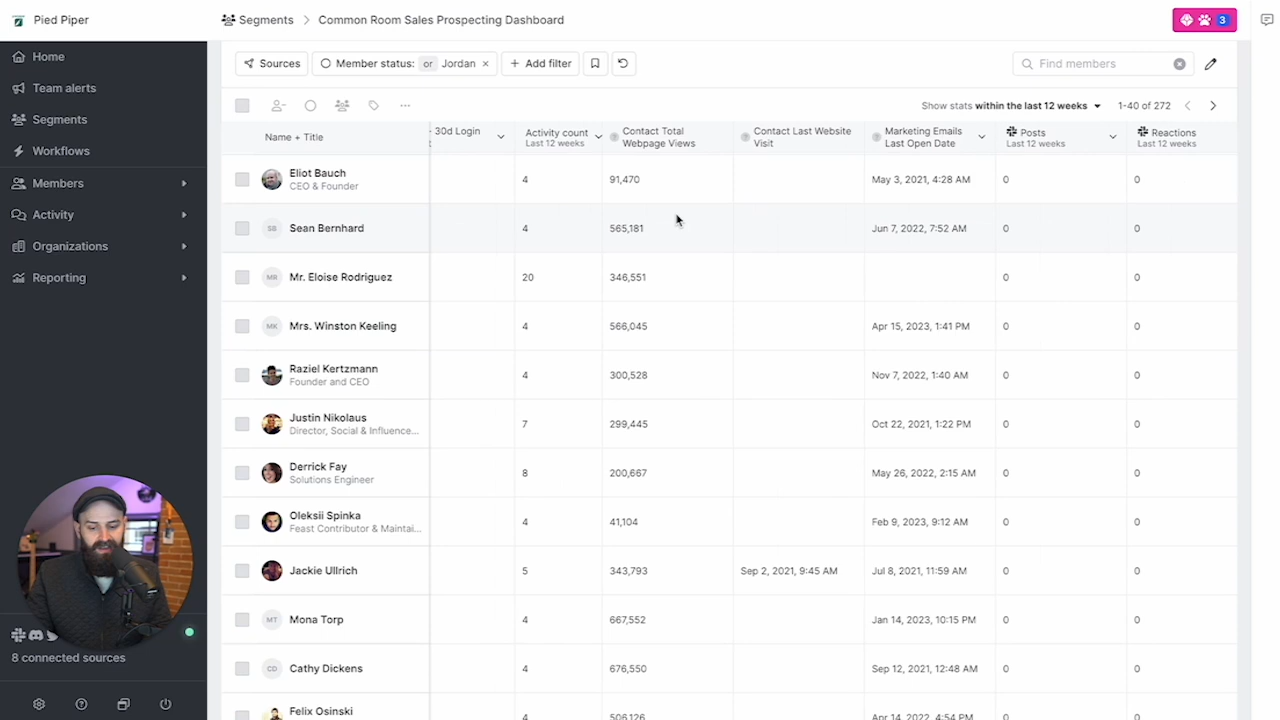 Pied Piper
Segments
Common Room Sales Prospecting Dashboard
3
Home
Team alerts
Segments
Workflows
Members
Activity
Organizations
Reporting
8 connected sources
Sources
Member status: or Jordan ×
+ Add filter
Find members
Show stats within the last 12 weeks
1-40 of 272
Name + Title
- 30d Login
Activity count
Last 12 weeks
Contact Total
Webpage Views
Contact Last Website
Visit
Marketing Emails
Last Open Date
Posts
Last 12 weeks
Reactions
Last 12 weeks
Eliot Bauch
CEO & Founder
4
91,470
May 3, 2021, 4:28 AM
0
0
SB
Sean Bernhard
4
565,181
Jun 7, 2022, 7:52 AM
0
0
MR
Mr. Eloise Rodriguez
20
346,551
0
0
MK
Mrs. Winston Keeling
4
566,045
Apr 15, 2023, 1:41 PM
0
0
Raziel Kertzmann
Founder and CEO
4
300,528
Nov 7, 2022, 1:40 AM
0
0
Justin Nikolaus
Director, Social & Influence...
7
299,445
Oct 22, 2021, 1:22 PM
0
0
Derrick Fay
Solutions Engineer
8
200,667
May 26, 2022, 2:15 AM
0
0
Oleksii Spinka
Feast Contributor & Maintai...
4
41,104
Feb 9, 2023, 9:12 AM
0
0
Jackie Ullrich
5
343,793
Sep 2, 2021, 9:45 AM
Jul 8, 2021, 11:59 AM
0
0
MT
Mona Torp
4
667,552
Jan 14, 2023, 10:15 PM
0
0
CD
Cathy Dickens
4
676,550
Sep 12, 2021, 12:48 AM
0
0
Felix Osinski
4
506,126
Apr 14, 2022, 4:54 PM
0
0